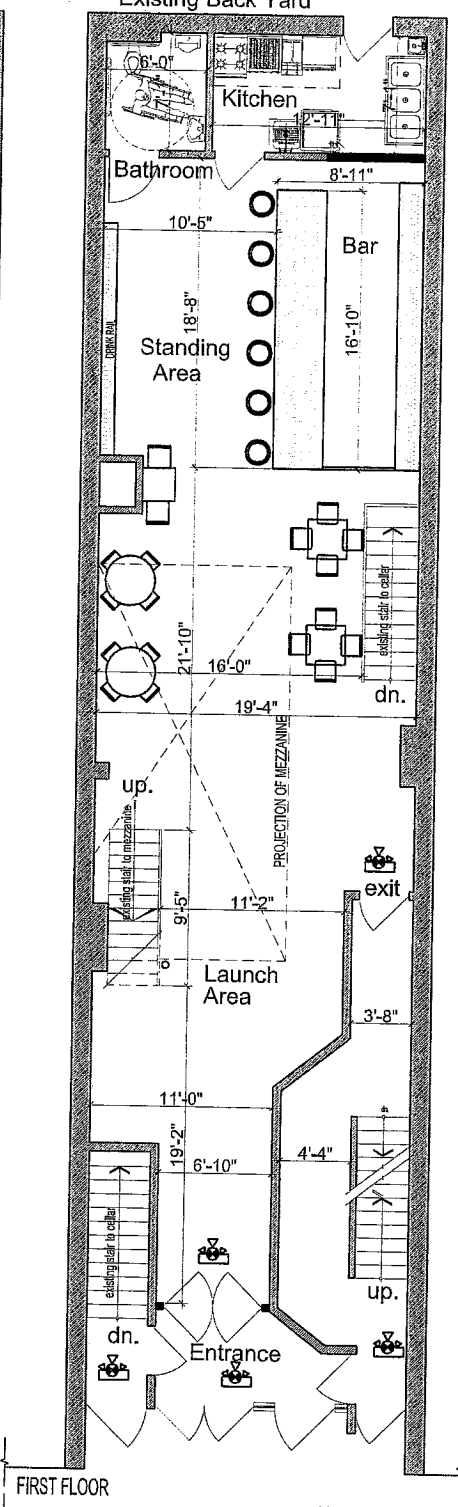 Existing Back Yard
6'-0"
Kitchen
12'-11"
Bathroom
8'-11"
10'-5"
Bar
18'-8"
16'-10"
DRINK RAIL
Standing
Area
existing stair to cellar
21'-10"
16'-0"
dn.
19'-4"
PROJECTION OF MEZZANINE
up.
existing stair to mezzanine
exit
9'-5"
11'-2"
Launch
Area
3'-8"
11'-0"
19'-2"
6'-10"
4'-4"
existing stair to cellar
up.
dn.
Entrance
FIRST FLOOR